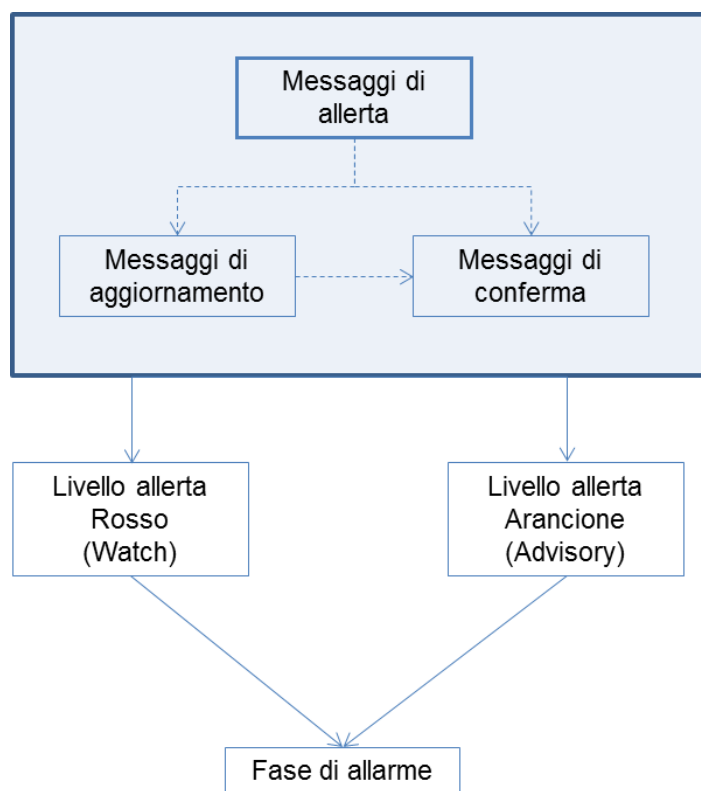 Messaggi di
allerta
Messaggi di
aggiornamento
Messaggi di
conferma
Livello allerta
Rosso
(Watch)
Livello allerta
Arancione
(Advisory)
Fase di allarme